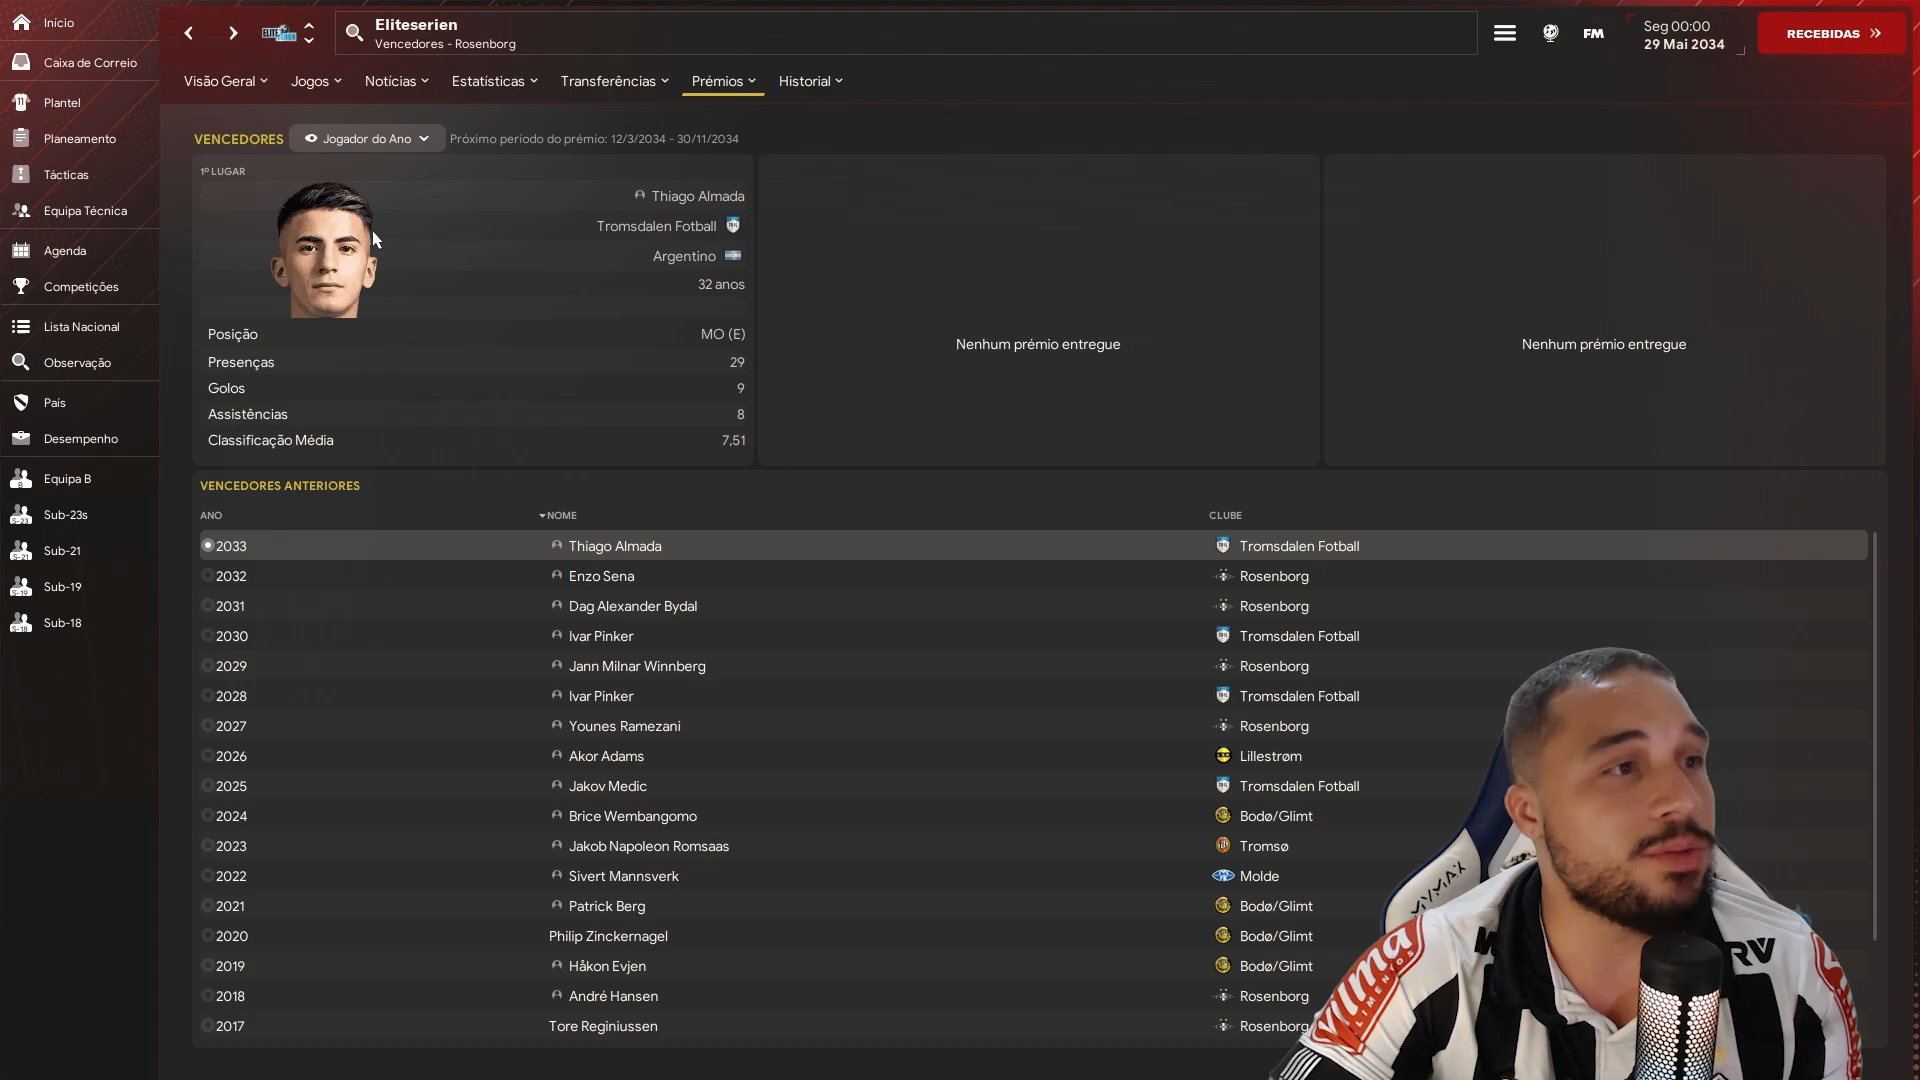 Início
Caixa de Correio
Plantel
Planeamento
Tácticas
Equipa Técnica
Agenda
Competições
Lista Nacional
Observação
País
Desempenho
Equipa B
Sub-23s
Sub-21
Sub-19
Sub-18
Eliteserien
Vencedores - Rosenborg
FM
Seg 00:00
29 Mai 2034
RECEBIDAS
Visão Geral Jogos Notícias Estatísticas Transferências Prémios Historial
VENCEDORES Jogador do Ano Próximo período do prémio: 12/3/2034 - 30/11/2034
1º LUGAR
Thiago Almada
Tromsdalen Fotball
Argentino
32 anos
Posição MO (E)
Presenças 29
Golos 9
Assistências 8
Classificação Média 7,51
Nenhum prémio entregue
Nenhum prémio entregue
VENCEDORES ANTERIORES
ANO NOME CLUBE
2033 Thiago Almada Tromsdalen Fotball
2032 Enzo Sena Rosenborg
2031 Dag Alexander Bydal Rosenborg
2030 Ivar Pinker Tromsdalen Fotball
2029 Jann Milnar Winnberg Rosenborg
2028 Ivar Pinker Tromsdalen Fotball
2027 Younes Ramezani Rosenborg
2026 Akor Adams Lillestrøm
2025 Jakov Medic Tromsdalen Fotball
2024 Brice Wembangomo Bodø/Glimt
2023 Jakob Napoleon Romsaas Tromsø
2022 Sivert Mannsverk Molde
2021 Patrick Berg Bodø/Glimt
2020 Philip Zinckernagel Bodø/Glimt
2019 Håkon Evjen Bodø/Glimt
2018 André Hansen Rosenborg
2017 Tore Reginiussen Rosenborg